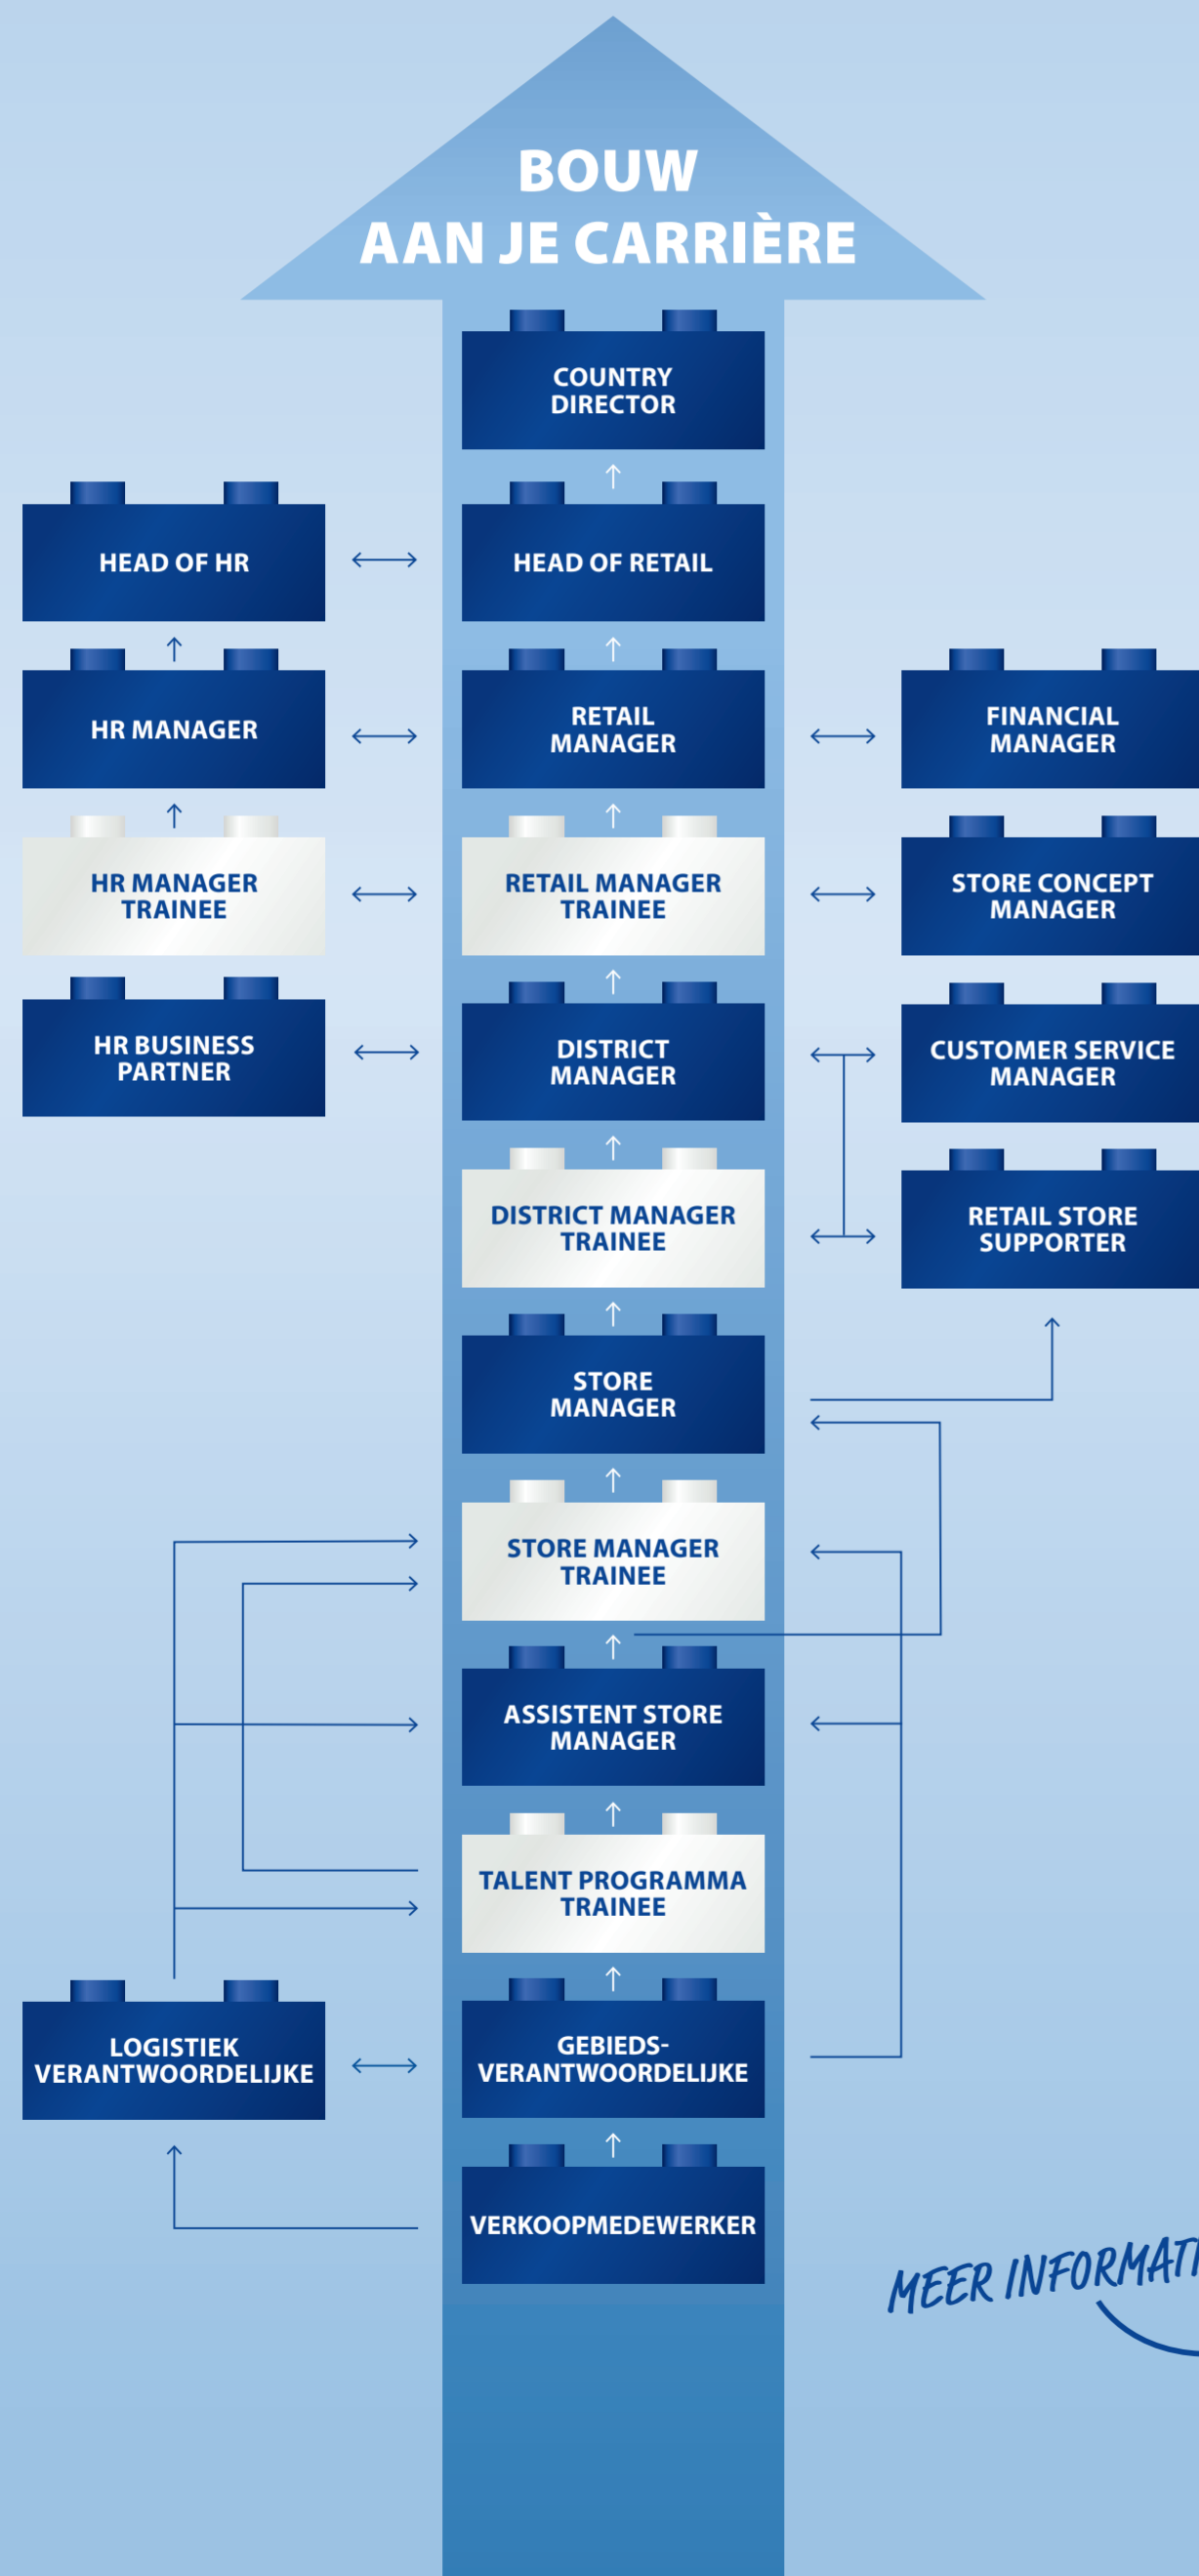 BOUW
AAN JE CARRIÈRE
COUNTRY
DIRECTOR
HEAD OF HR
HEAD OF RETAIL
HR MANAGER
RETAIL
MANAGER
FINANCIAL
MANAGER
HR MANAGER
TRAINEE
RETAIL MANAGER
TRAINEE
STORE CONCEPT
MANAGER
HR BUSINESS
PARTNER
DISTRICT
MANAGER
CUSTOMER SERVICE
MANAGER
DISTRICT MANAGER
TRAINEE
RETAIL STORE
SUPPORTER
STORE
MANAGER
STORE MANAGER
TRAINEE
ASSISTENT STORE
MANAGER
TALENT PROGRAMMA
TRAINEE
LOGISTIEK
VERANTWOORDELIJKE
GEBIEDS-
VERANTWOORDELIJKE
VERKOOPMEDEWERKER
MEER